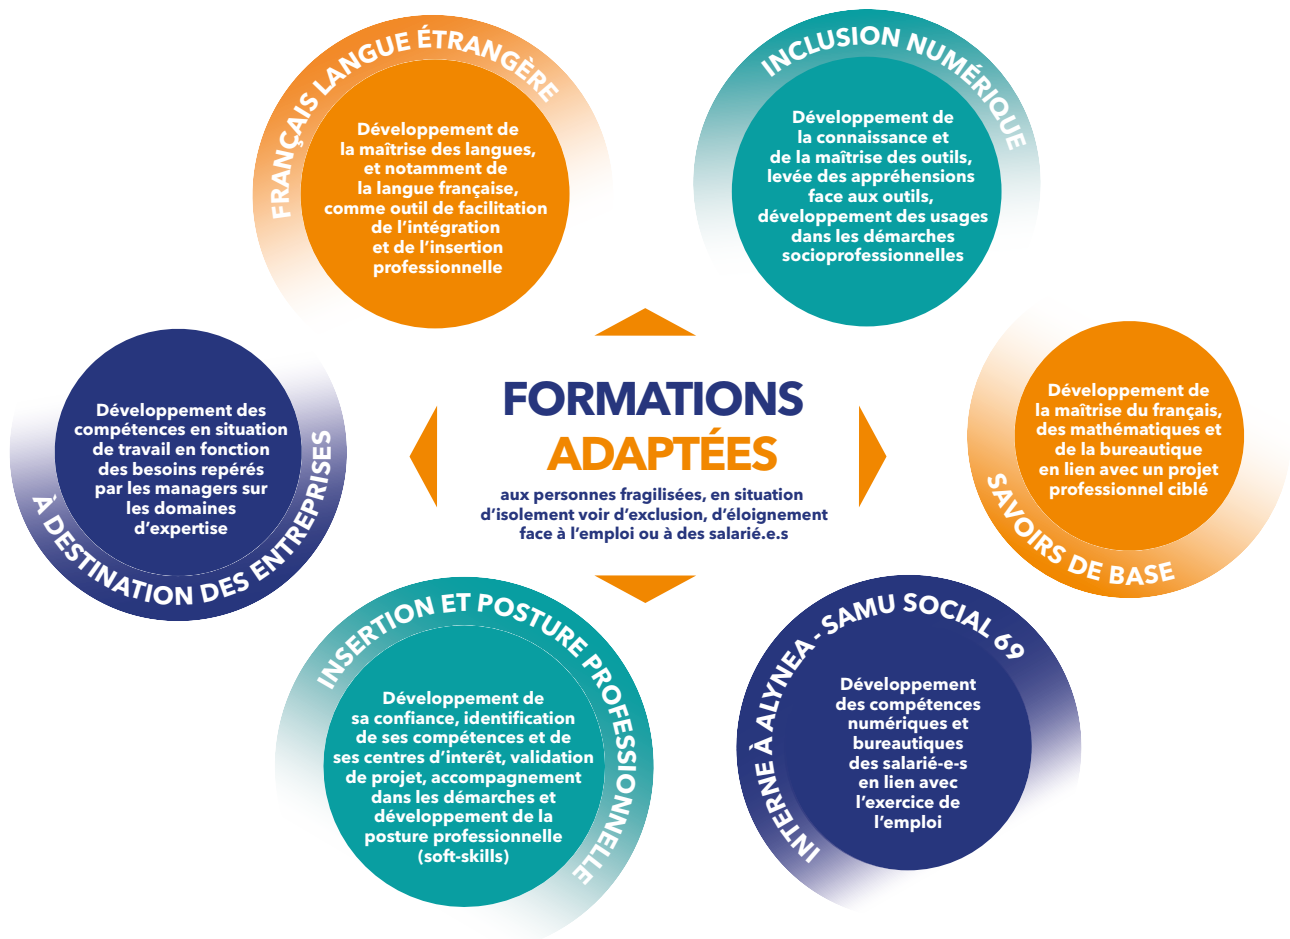 FRANÇAIS LANGUE ÉTRANGÈRE
Développement de
la maîtrise des langues,
et notamment de
la langue française,
comme outil de facilitation
de l'intégration
et de l'insertion
professionnelle
INCLUSION NUMÉRIQUE
Développement de
la connaissance et
de la maîtrise des outils,
levée des appréhensions
face aux outils,
développement des usages
dans les démarches
socioprofessionnelles
À DESTINATION DES ENTREPRISES
Développement des
compétences en situation
de travail en fonction
des besoins repérés
par les managers sur
les domaines
d'expertise
FORMATIONS
ADAPTÉES
aux personnes fragilisées, en situation
d'isolement voir d'exclusion, d'éloignement
face à l'emploi ou à des salarié.e.s
Développement de
la maîtrise du français,
des mathématiques et
de la bureautique
en lien avec un projet
professionnel ciblé
SAVOIRS DE BASE
INSERTION ET POSTURE PROFESSIONNELLE
Développement de
sa confiance, identification
de ses compétences et de
ses centres d'intérêt, validation
de projet, accompagnement
dans les démarches et
développement de la
posture professionnelle
(soft-skills)
INTERNE À ALYNEA - SAMU SOCIAL 69
Développement
des compétences
numériques et
bureautiques
des salarié-e-s
en lien avec
l'exercice de
l'emploi